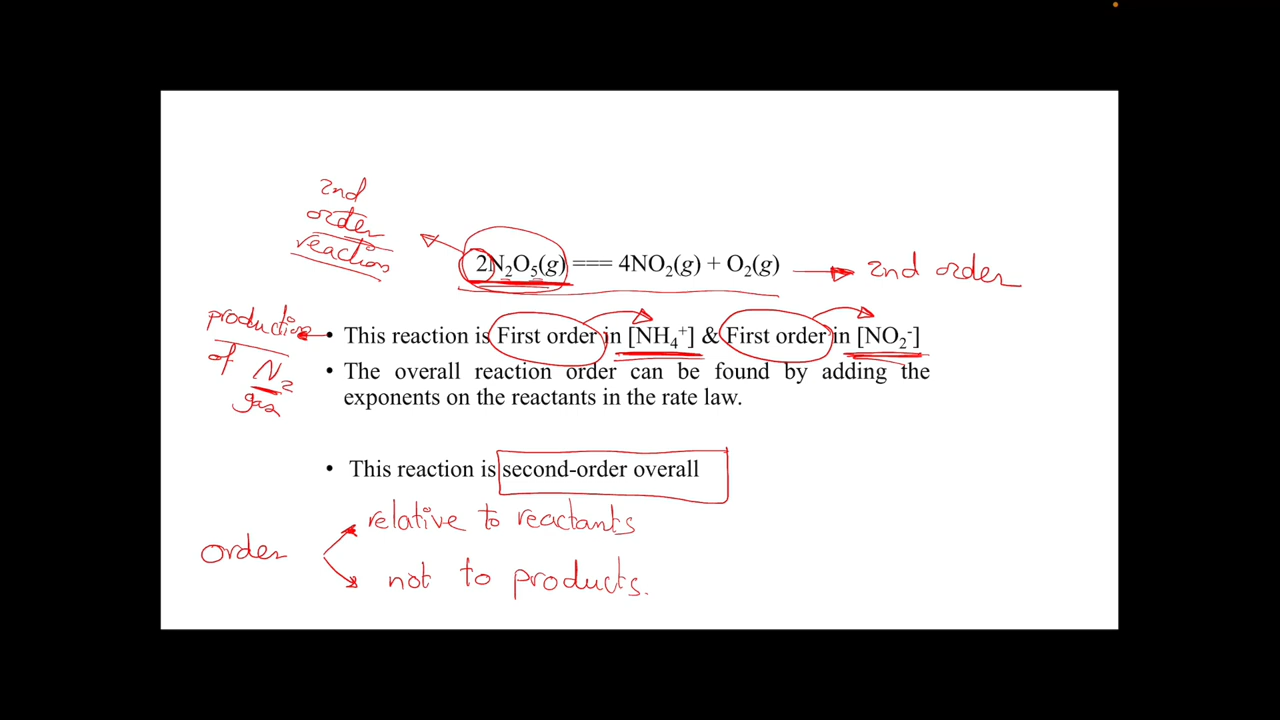 2nd
order
reaction
2N₂O₅(g) === 4NO₂(g) + O₂(g)
2nd order
production
of N₂
gas
• This reaction is First order in [NH₄⁺] & First order in [NO₂⁻]
• The overall reaction order can be found by adding the
exponents on the reactants in the rate law.
• This reaction is second-order overall
order
relative to reactants
not to products.